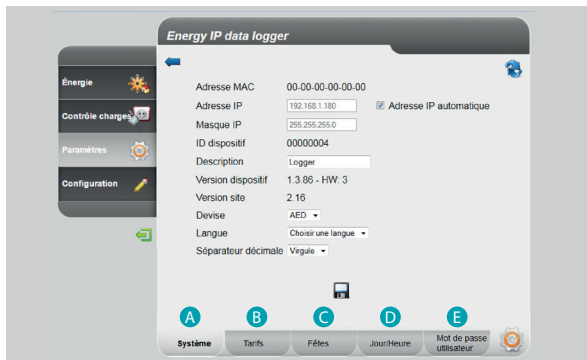 Energy IP data logger
Énergie
Contrôle charges
Paramètres
Configuration
Adresse MAC 00-00-00-00-00-00
Adresse IP 192.168.1.180 Adresse IP automatique
Masque IP 255.255.255.0
ID dispositif 00000004
Description Logger
Version dispositif 1.3.86 - HW: 3
Version site 2.16
Devise AED
Langue Choisir une langue
Séparateur décimale Virgule
A B C D E
Système Tarifs Fêtes Jour/Heure Mot de passe
utilisateur